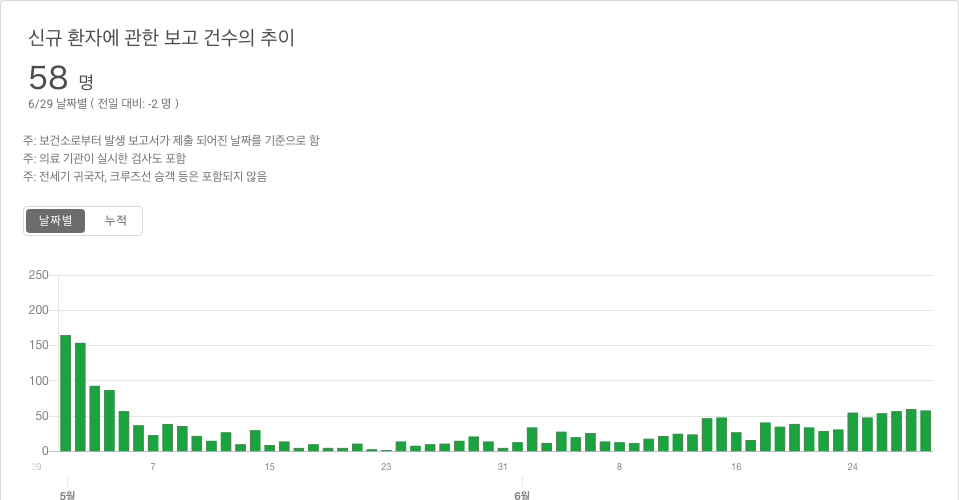 신규 환자에 관한 보고 건수의 추이
58 명
6/29 날짜별 ( 전일 대비: -2 명 )
주: 보건소로부터 발생 보고서가 제출 되어진 날짜를 기준으로 함
주: 의료 기관이 실시한 검사도 포함
주: 전세기 귀국자, 크루즈선 승객 등은 포함되지 않음
날짜별 누적
250
200
150
100
50
0
29 7 15 23 31 8 16 24
5월 6월